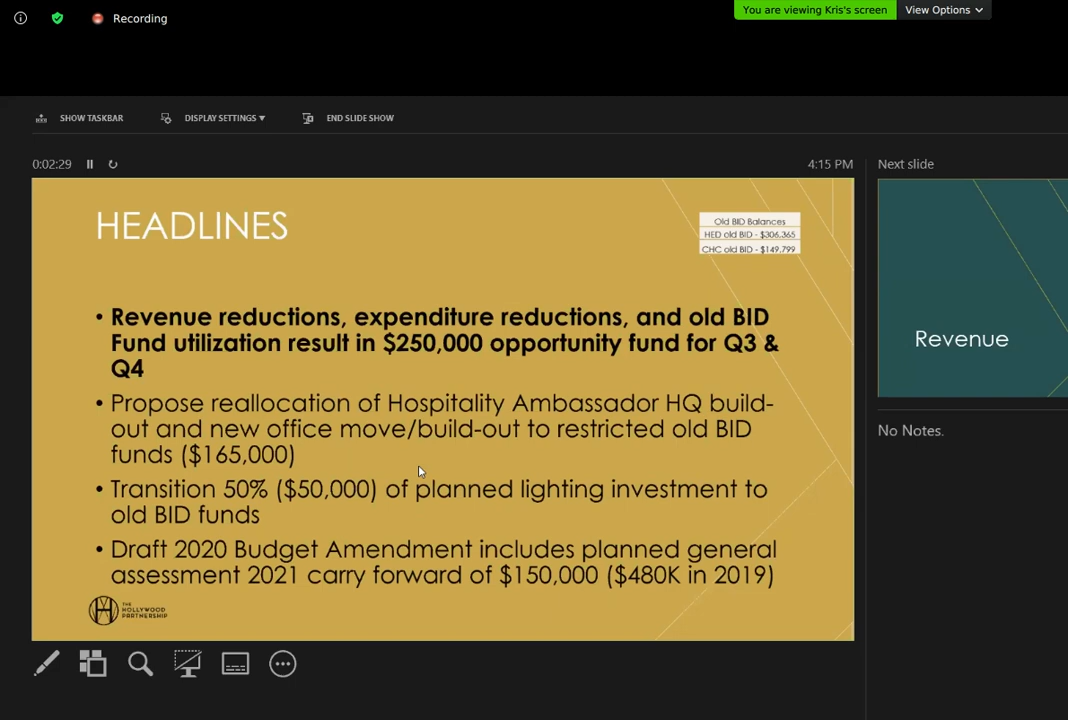 Recording
You are viewing Kris's screen
View Options
SHOW TASKBAR
DISPLAY SETTINGS
END SLIDE SHOW
0:02:29
4:15 PM
Next slide
HEADLINES
Old BID Balances
HED old BID - $306,365
CHC old BID - $149,799
• Revenue reductions, expenditure reductions, and old BID
Fund utilization result in $250,000 opportunity fund for Q3 &
Q4
• Propose reallocation of Hospitality Ambassador HQ build-
out and new office move/build-out to restricted old BID
funds ($165,000)
• Transition 50% ($50,000) of planned lighting investment to
old BID funds
• Draft 2020 Budget Amendment includes planned general
assessment 2021 carry forward of $150,000 ($480K in 2019)
THE
HOLLYWOOD
PARTNERSHIP
Revenue
No Notes.